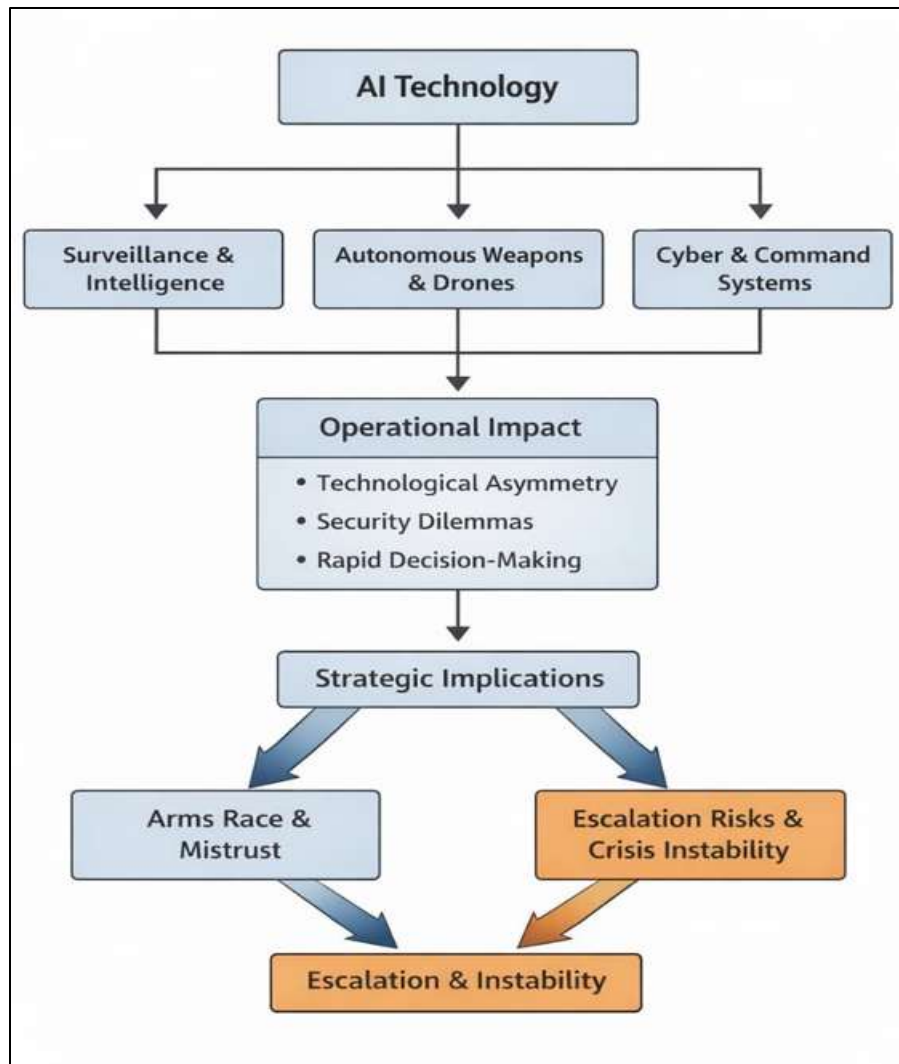 AI Technology
Surveillance &
Intelligence
Autonomous Weapons
& Drones
Cyber & Command
Systems
Operational Impact
• Technological Asymmetry
• Security Dilemmas
• Rapid Decision-Making
Strategic Implications
Arms Race &
Mistrust
Escalation Risks &
Crisis Instability
Escalation & Instability